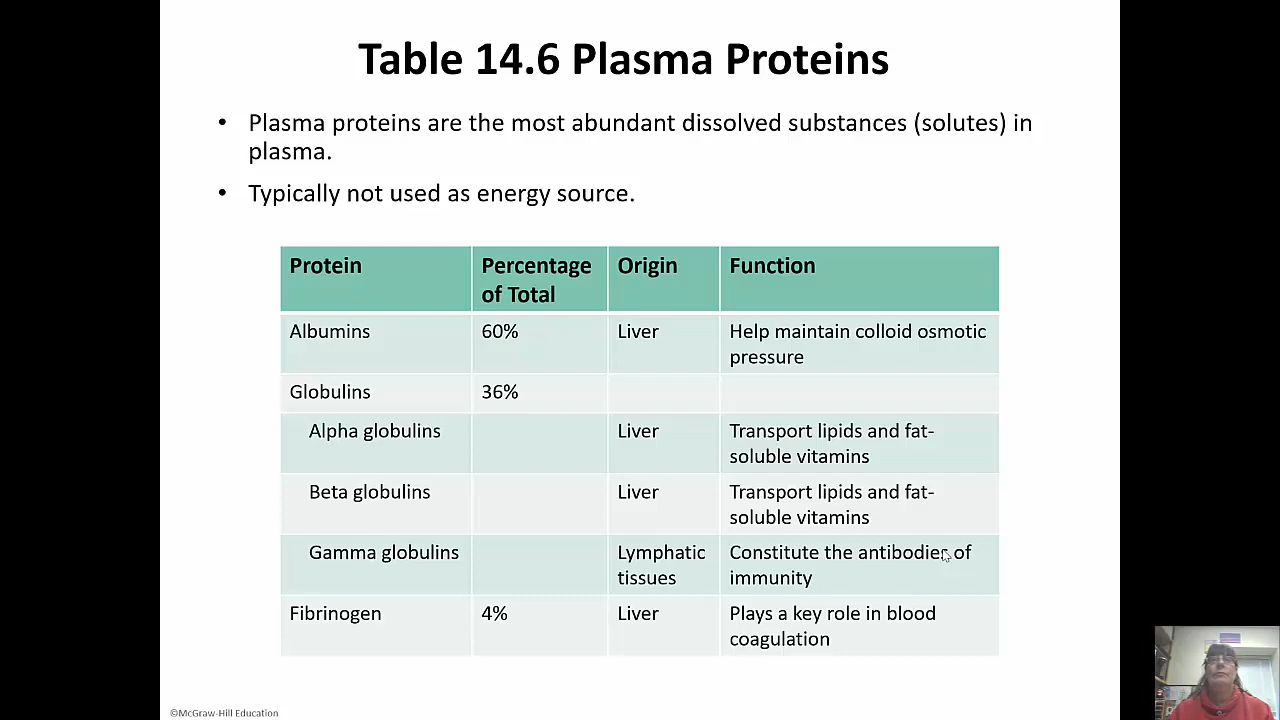 Table 14.6 Plasma Proteins
• Plasma proteins are the most abundant dissolved substances (solutes) in
plasma.
• Typically not used as energy source.
Protein Percentage of Total Origin Function
Albumins 60% Liver Help maintain colloid osmotic pressure
Globulins 36%
Alpha globulins Liver Transport lipids and fat-soluble vitamins
Beta globulins Liver Transport lipids and fat-soluble vitamins
Gamma globulins Lymphatic tissues Constitute the antibodies of immunity
Fibrinogen 4% Liver Plays a key role in blood coagulation
©McGraw-Hill Education